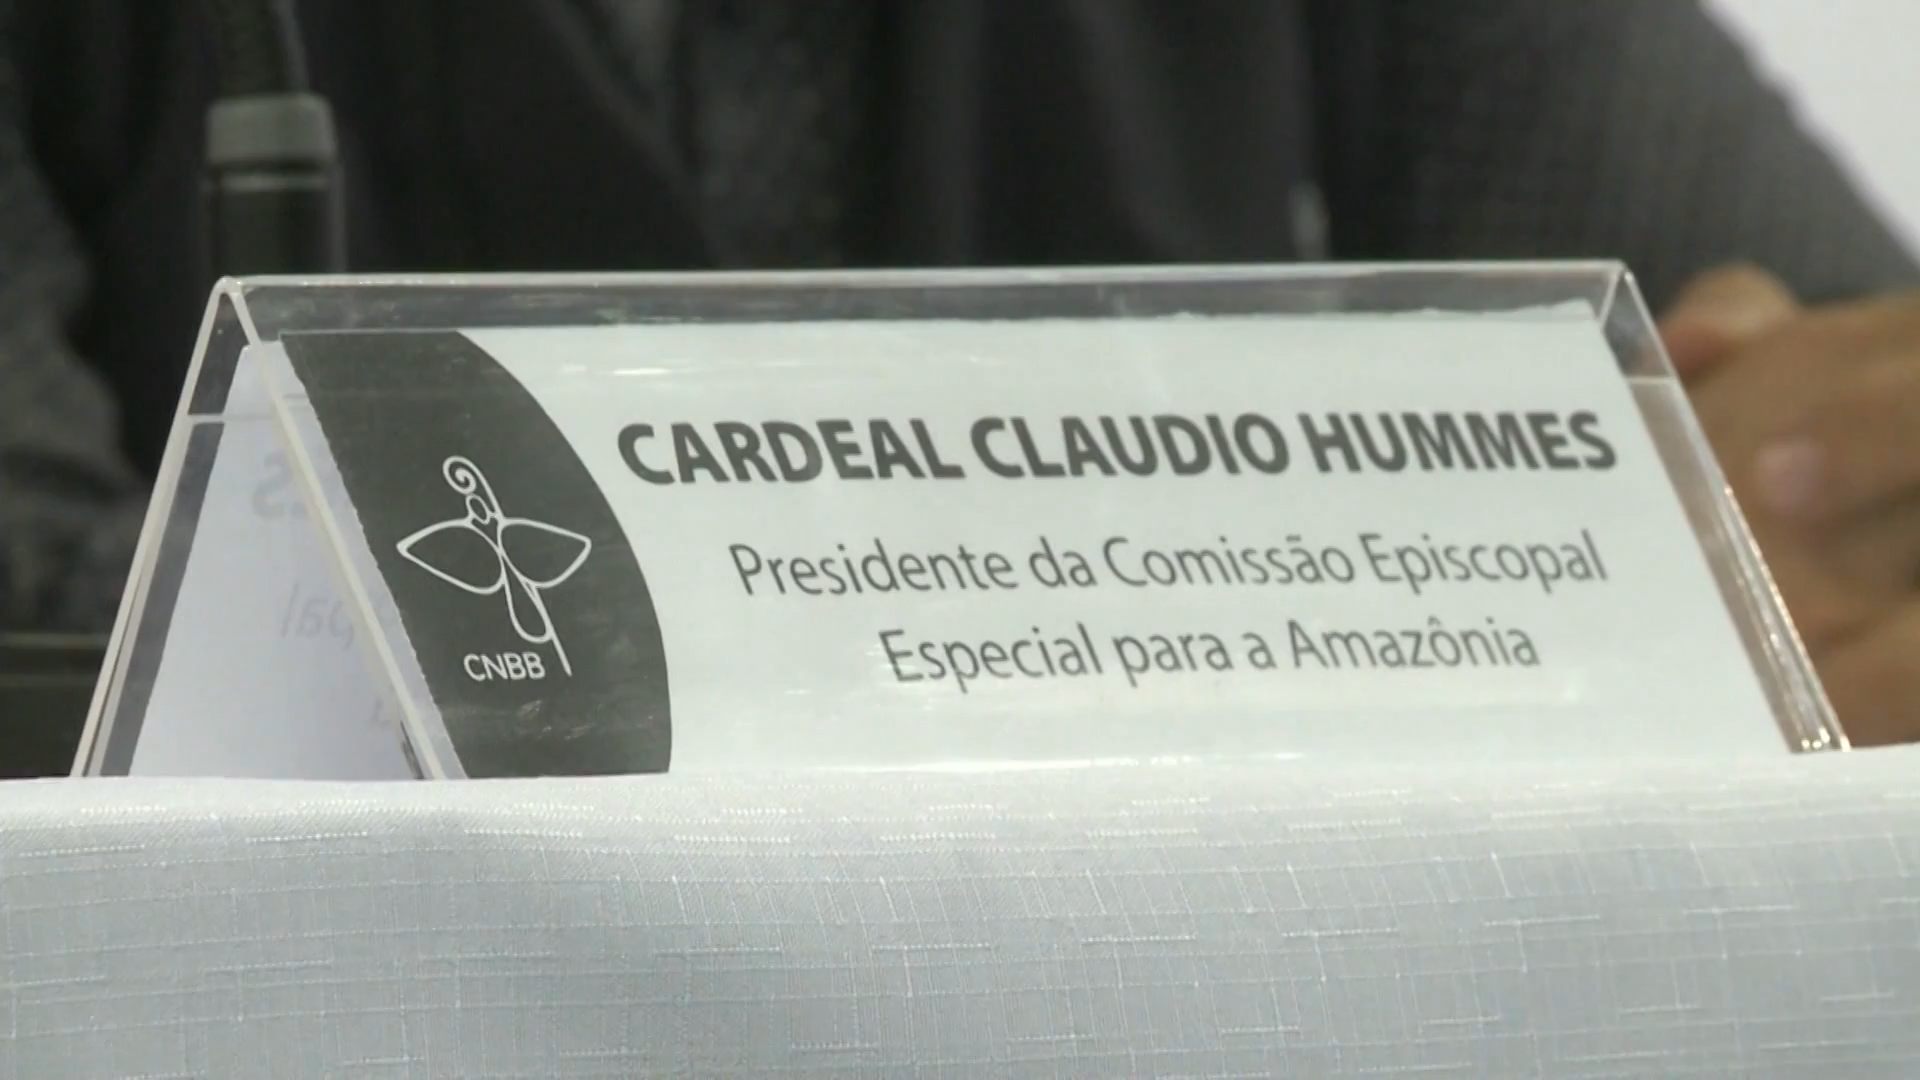 CARDEAL CLAUDIO HUMMES
Presidente da Comissão Episcopal
Especial para a Amazônia
CNBB